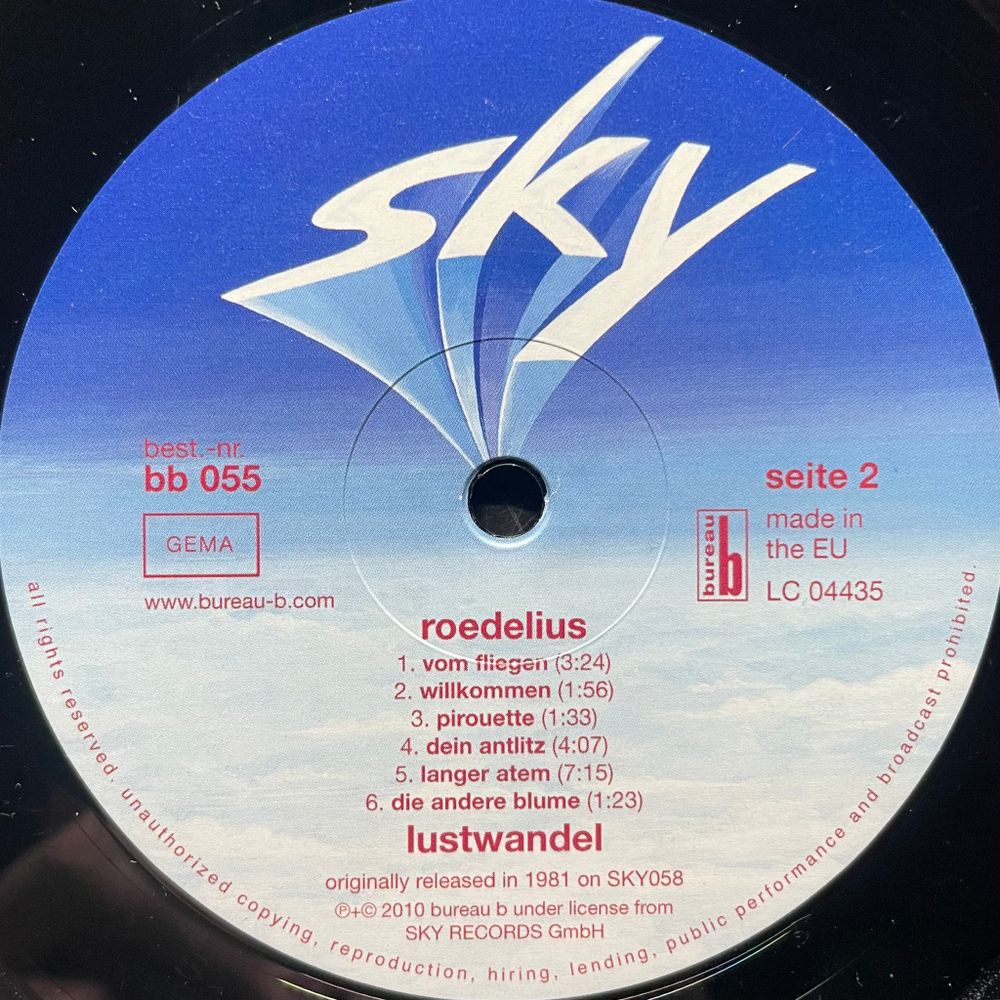 sky
best.-nr.
bb 055
GEMA
www.bureau-b.com
seite 2
bureau b
made in
the EU
LC 04435
roedelius
1. vom fliegen (3:24)
2. willkommen (1:56)
3. pirouette (1:33)
4. dein antlitz (4:07)
5. langer atem (7:15)
6. die andere blume (1:23)
lustwandel
originally released in 1981 on SKY058
℗+© 2010 bureau b under license from
SKY RECORDS GmbH
all rights reserved. unauthorized copying, reproduction, hiring, lending, public performance and broadcast prohibited.